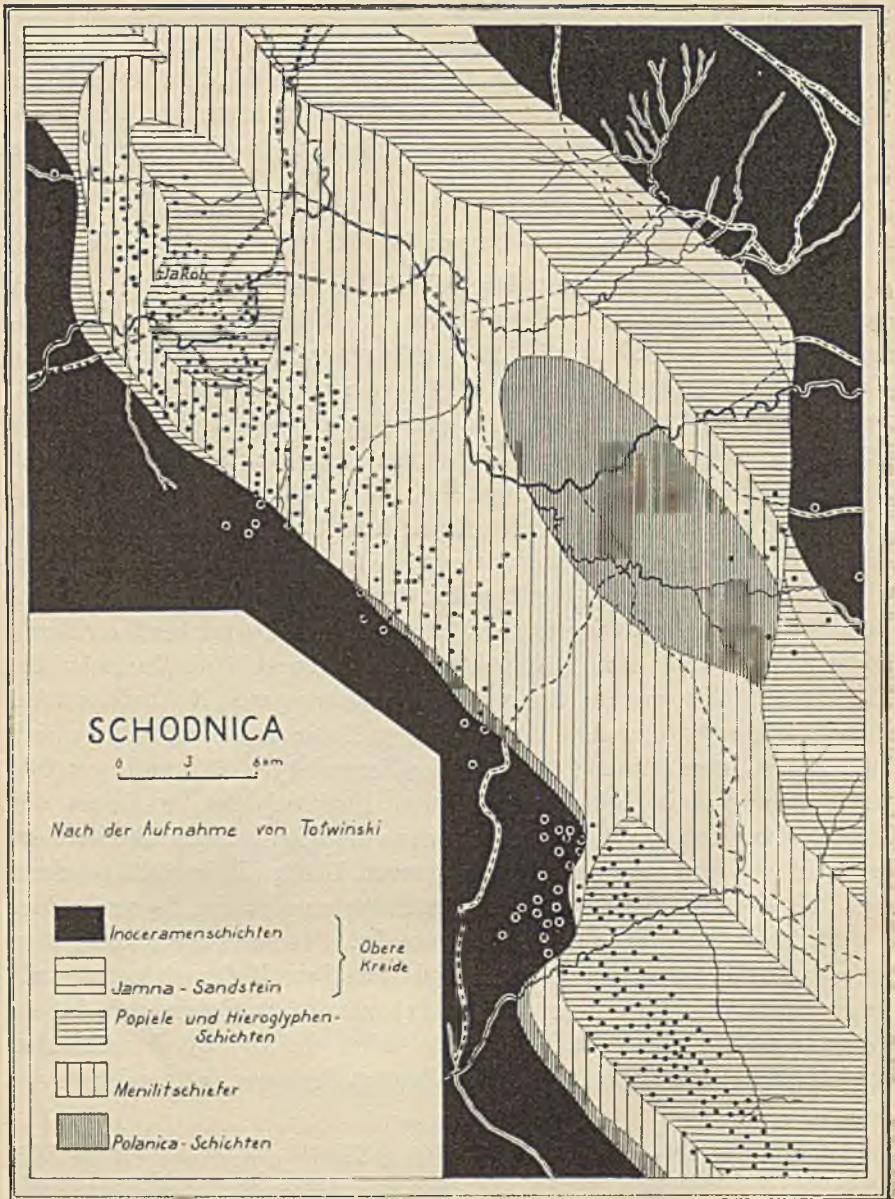 Jakob
SCHODNICA
0 3 6 km
Nach der Aufnahme von Tołwiński
Inoceramenschichten
Jamna-Sandstein
Obere
Kreide
Popiele und Hieroglyphen-
Schichten
Menilitschiefer
Polanica-Schichten